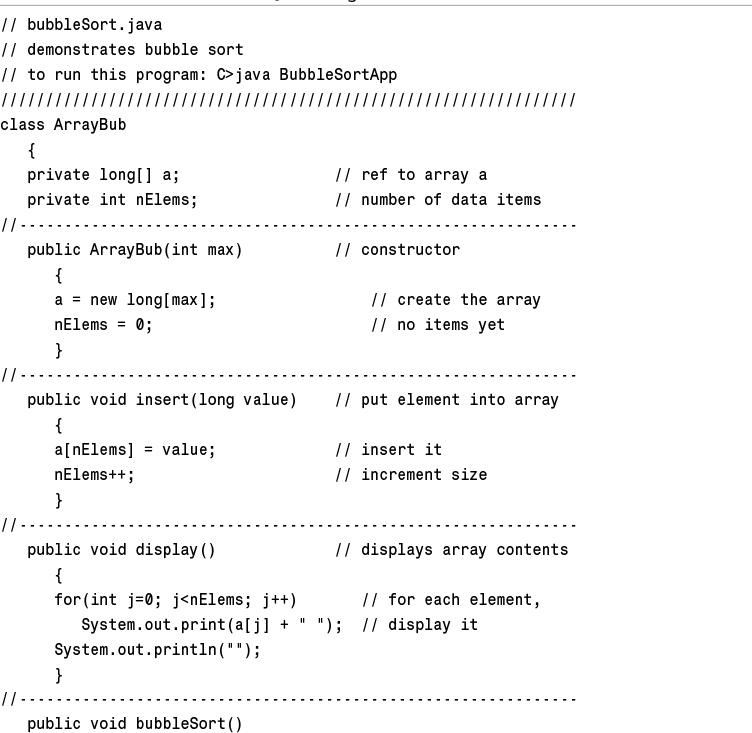 // bubbleSort.java
// demonstrates bubble sort
// to run this program: C>java BubbleSortApp
////////////////////////////////////////////////////////////////
class ArrayBub
   {
   private long[] a;                 // ref to array a
   private int nElems;               // number of data items
//--------------------------------------------------------------
   public ArrayBub(int max)          // constructor
      {
      a = new long[max];                 // create the array
      nElems = 0;                        // no items yet
      }
//--------------------------------------------------------------
   public void insert(long value)    // put element into array
      {
      a[nElems] = value;             // insert it
      nElems++;                      // increment size
      }
//--------------------------------------------------------------
   public void display()             // displays array contents
      {
      for(int j=0; j<nElems; j++)       // for each element,
         System.out.print(a[j] + " ");  // display it
      System.out.println("");
      }
//--------------------------------------------------------------
   public void bubbleSort()